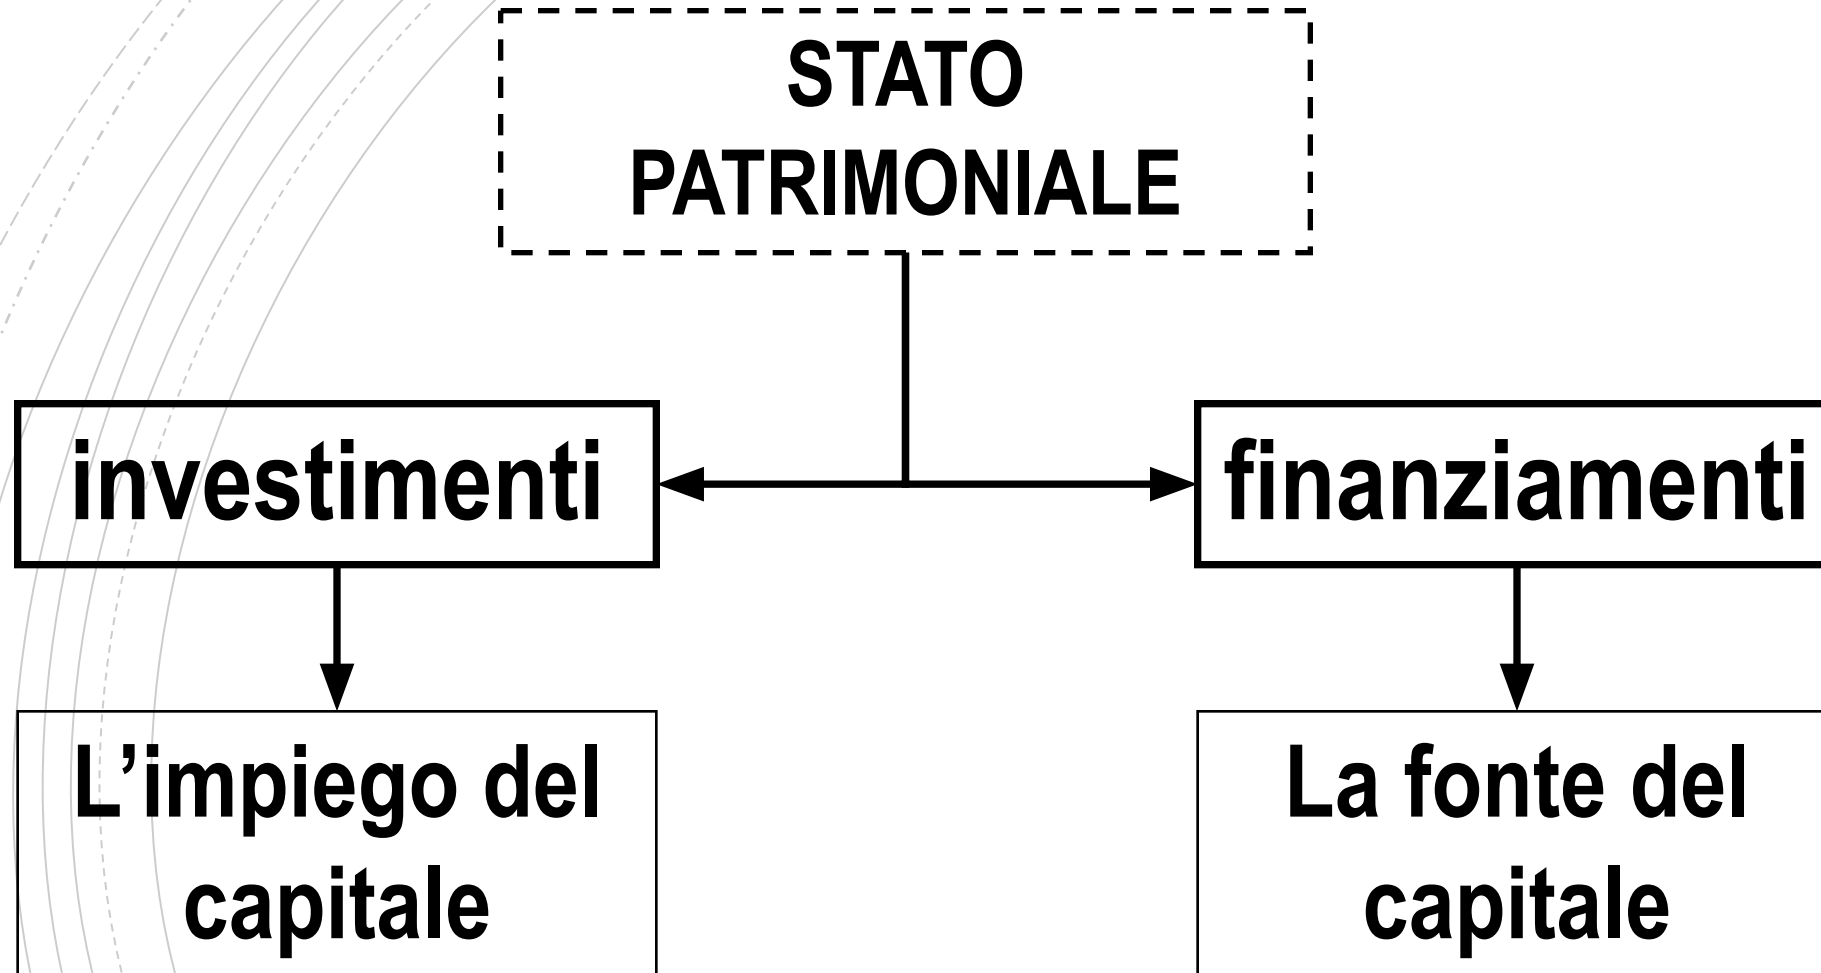 STATO
PATRIMONIALE
investimenti
finanziamenti
L’impiego del
capitale
La fonte del
capitale